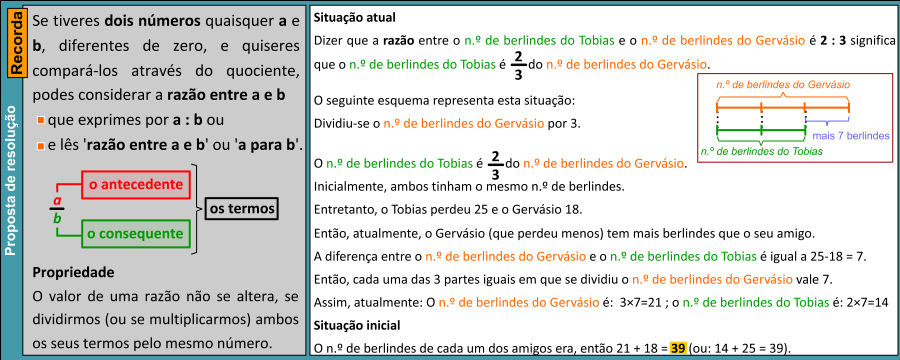 Proposta de resolução
Recorda
Se tiveres dois números quaisquer a e
b, diferentes de zero, e quiseres
compará-los através do quociente,
podes considerar a razão entre a e b
que exprimes por a : b ou
e lês 'razão entre a e b' ou 'a para b'.
a
b
o antecedente
o consequente
os termos
Propriedade
O valor de uma razão não se altera, se
dividirmos (ou se multiplicarmos) ambos
os seus termos pelo mesmo número.
Situação atual
Dizer que a razão entre o n.º de berlindes do Tobias e o n.º de berlindes do Gervásio é 2 : 3 significa
que o n.º de berlindes do Tobias é 2/3 do n.º de berlindes do Gervásio.
O seguinte esquema representa esta situação:
Dividiu-se o n.º de berlindes do Gervásio por 3.
n.º de berlindes do Gervásio
mais 7 berlindes
n.º de berlindes do Tobias
O n.º de berlindes do Tobias é 2/3 do n.º de berlindes do Gervásio.
Inicialmente, ambos tinham o mesmo n.º de berlindes.
Entretanto, o Tobias perdeu 25 e o Gervásio 18.
Então, atualmente, o Gervásio (que perdeu menos) tem mais berlindes que o seu amigo.
A diferença entre o n.º de berlindes do Gervásio e o n.º de berlindes do Tobias é igual a 25-18 = 7.
Então, cada uma das 3 partes iguais em que se dividiu o n.º de berlindes do Gervásio vale 7.
Assim, atualmente: O n.º de berlindes do Gervásio é: 3×7=21 ; o n.º de berlindes do Tobias é: 2×7=14
Situação inicial
O n.º de berlindes de cada um dos amigos era, então 21 + 18 = 39 (ou: 14 + 25 = 39).